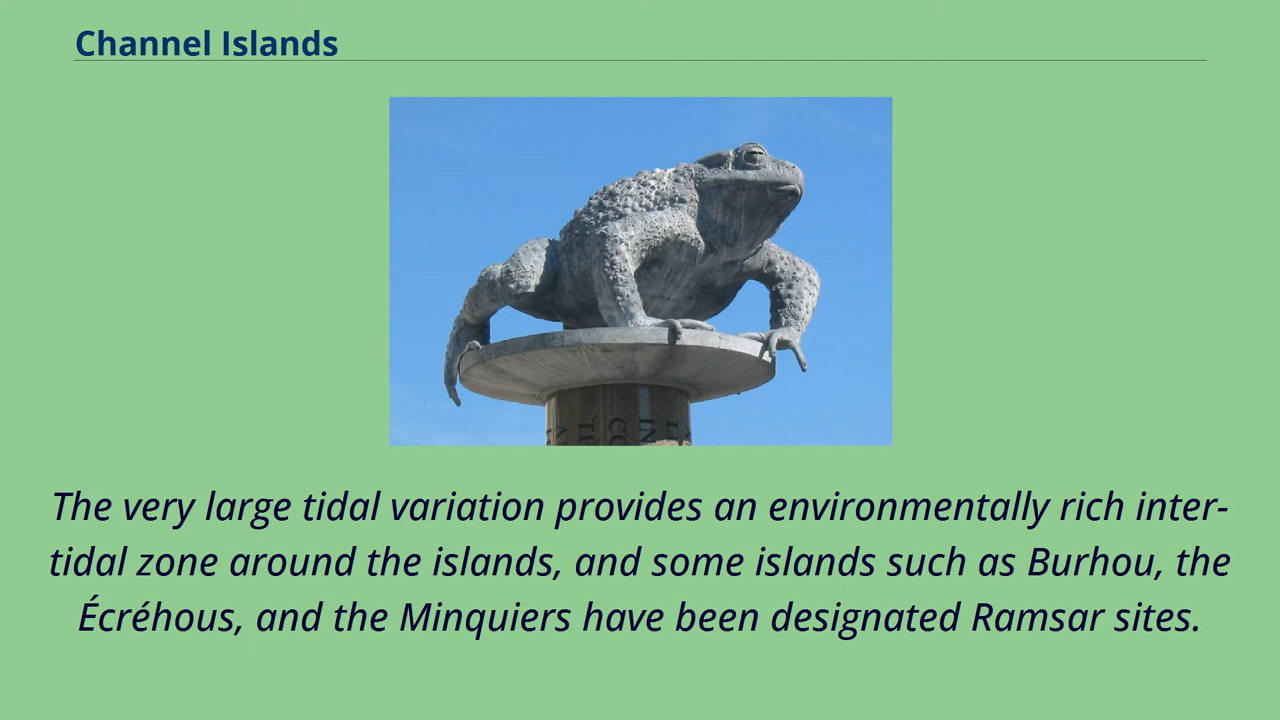 Channel Islands
The very large tidal variation provides an environmentally rich inter-
tidal zone around the islands, and some islands such as Burhou, the
Écréhous, and the Minquiers have been designated Ramsar sites.